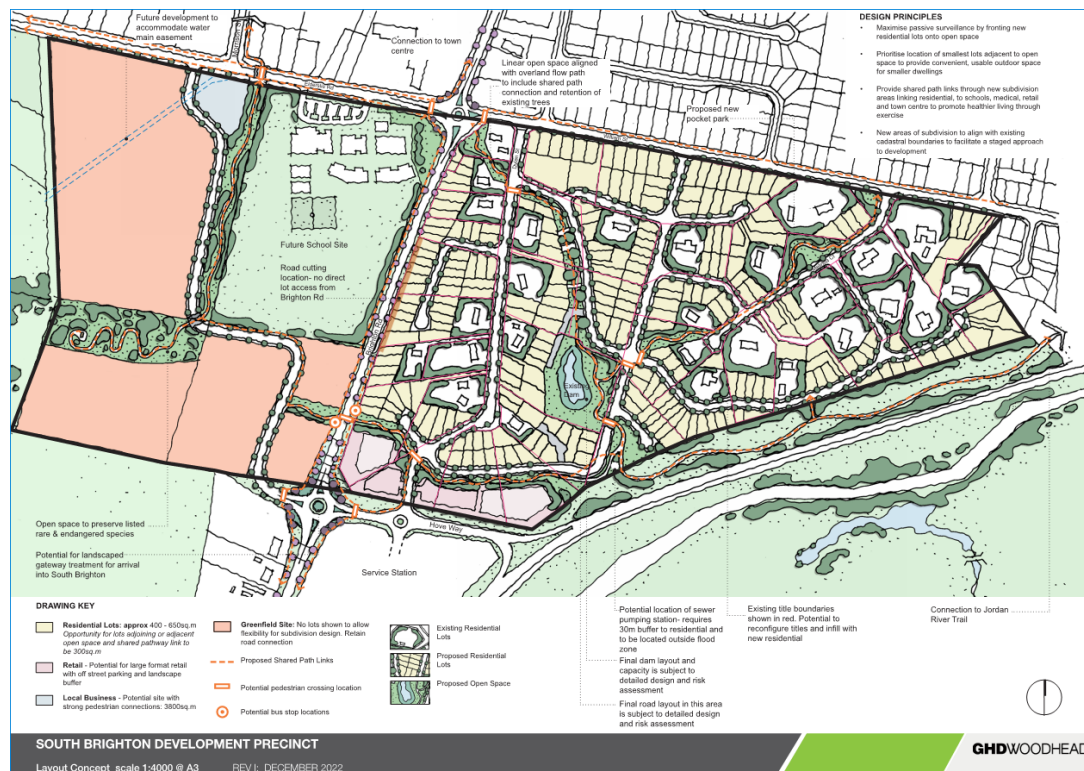 Future development to
accommodate water
main easement
Connection to town
centre
Linear open space aligned
with overland flow path
to include shared path
connection and retention of
existing trees
Proposed new
pocket park
DESIGN PRINCIPLES
• Maximise passive surveillance by fronting new
residential lots onto open space
• Prioritise location of smallest lots adjacent to open
space to provide convenient, usable outdoor space
for smaller dwellings
• Provide shared path links through new subdivision
areas linking residential, to schools, medical, retail
and town centre to promote healthier living through
exercise
• New areas of subdivision to align with existing
cadastral boundaries to facilitate a staged approach
to development
Future School Site
Road cutting
location- no direct
lot access from
Brighton Rd
Brighton Rd
Existing
Dam
Hove Way
Service Station
Open space to preserve listed
rare & endangered species
Potential for landscaped
gateway treatment for arrival
into South Brighton
Potential location of sewer
pumping station- requires
30m buffer to residential and
to be located outside flood
zone
Final dam layout and
capacity is subject to
detailed design and risk
assessment
Final road layout in this area
is subject to detailed design
and risk assessment
Existing title boundaries
shown in red. Potential to
reconfigure titles and infill with
new residential
Connection to Jordan
River Trail
DRAWING KEY
Residential Lots: approx 400 - 650sq.m
Opportunity for lots adjoining or adjacent
open space and shared pathway link to
be 300sq.m
Retail - Potential for large format retail
with off street parking and landscape
buffer
Local Business - Potential site with
strong pedestrian connections: 3800sq.m
Greenfield Site: No lots shown to allow
flexibility for subdivision design. Retain
road connection
Proposed Shared Path Links
Potential pedestrian crossing location
Potential bus stop locations
Existing Residential
Lots
Proposed Residential
Lots
Proposed Open Space
SOUTH BRIGHTON DEVELOPMENT PRECINCT
Layout Concept scale 1:4000 @ A3 REV I: DECEMBER 2022
GHDWOODHEAD